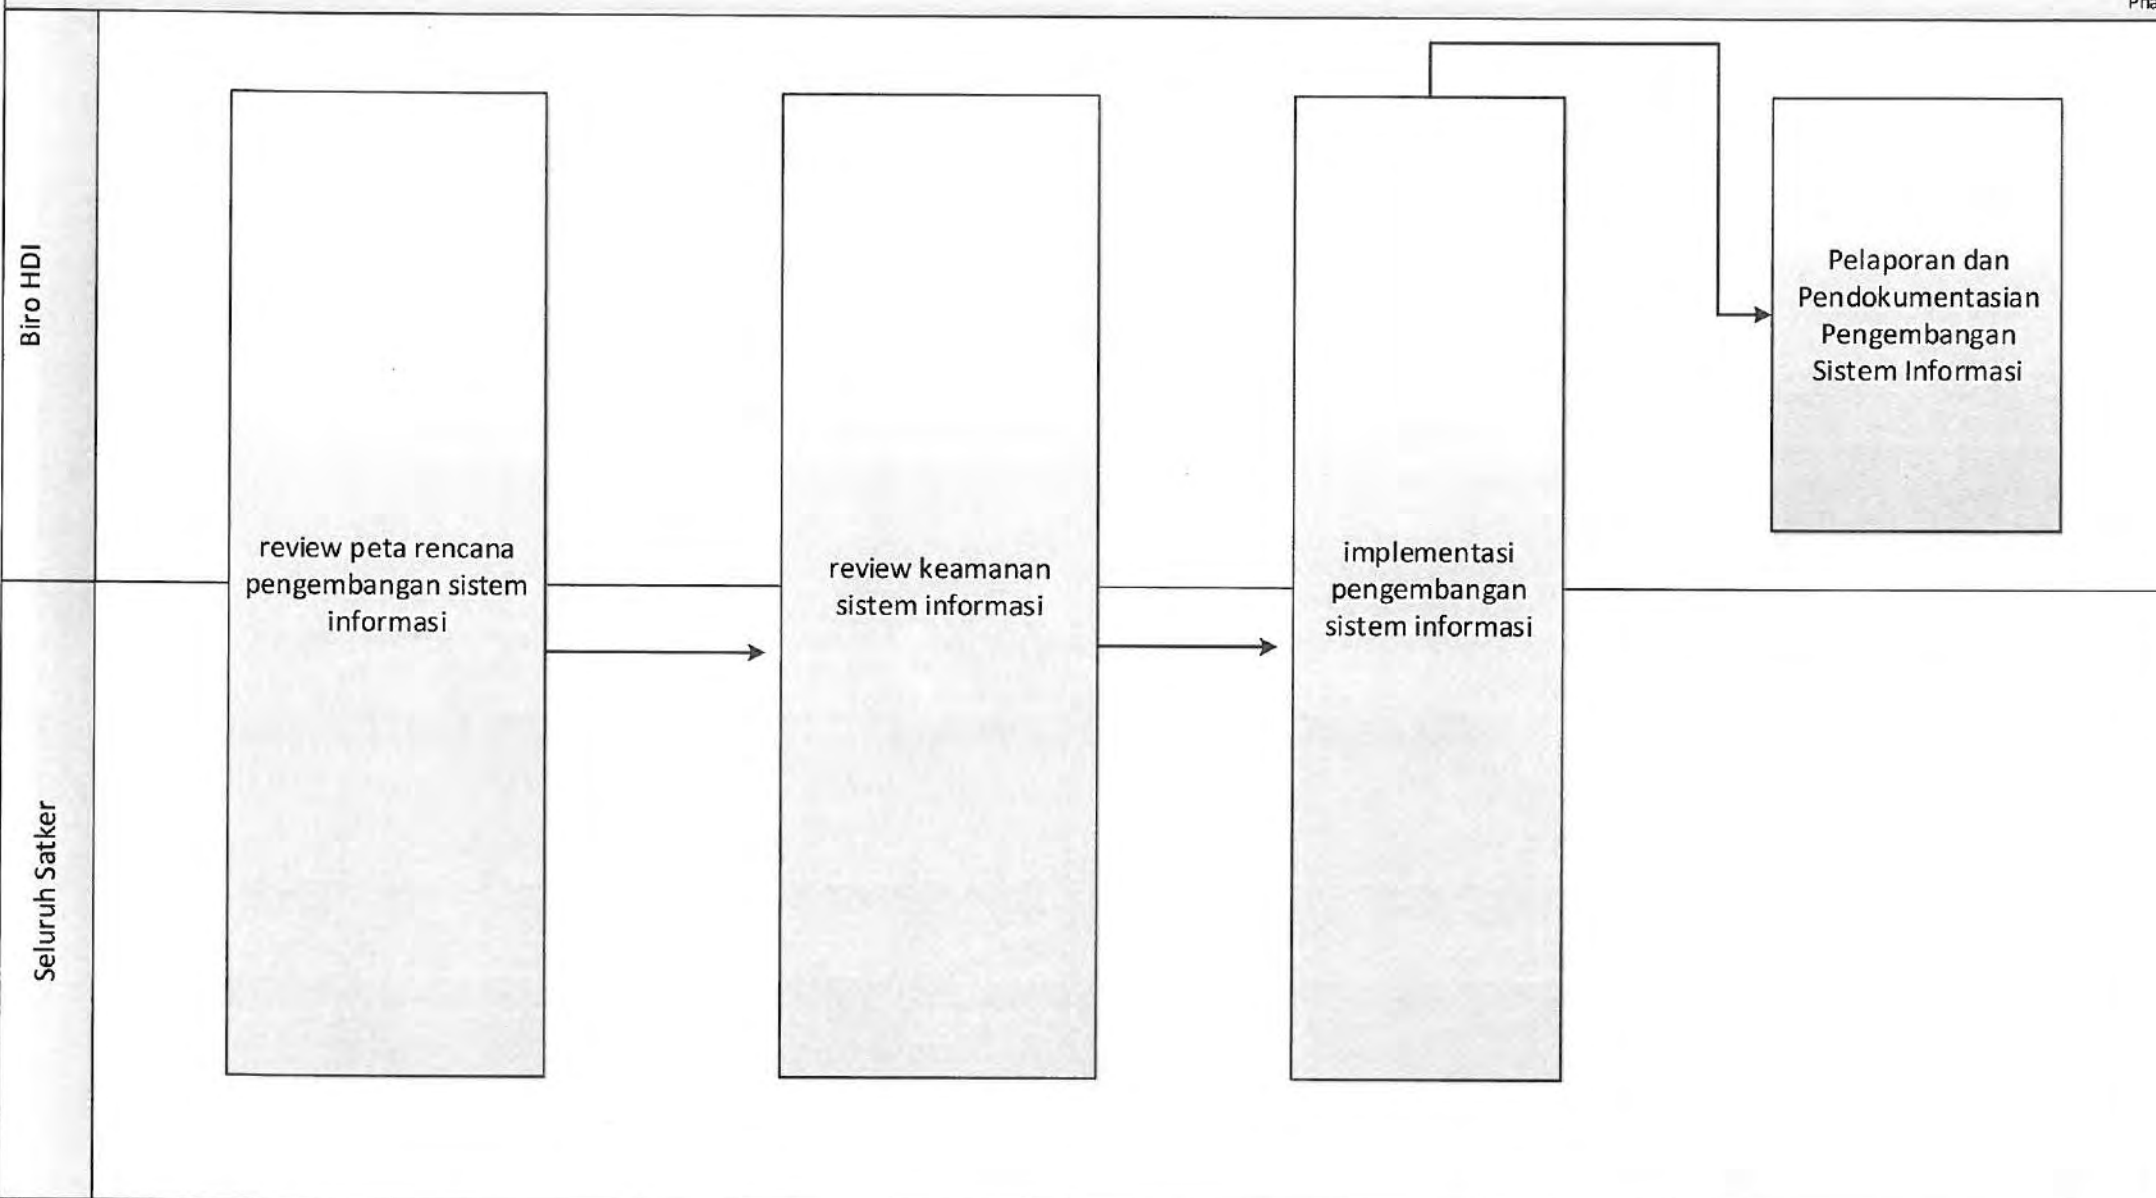 Biro HDI
review peta rencana
pengembangan sistem
informasi
review keamanan
sistem informasi
implementasi
pengembangan
sistem informasi
Pelaporan dan
Pendokumentasian
Pengembangan
Sistem Informasi
Seluruh Satker